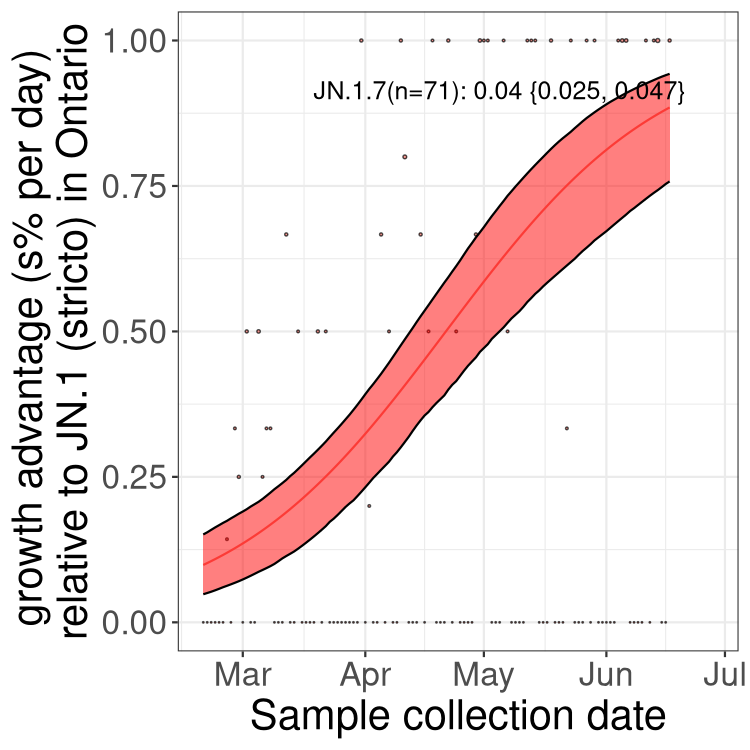 growth advantage (s% per day)
relative to JN.1 (stricto) in Ontario
1.00
0.75
0.50
0.25
0.00
JN.1.7(n=71): 0.04 {0.025, 0.047}
Mar Apr May Jun Jul
Sample collection date